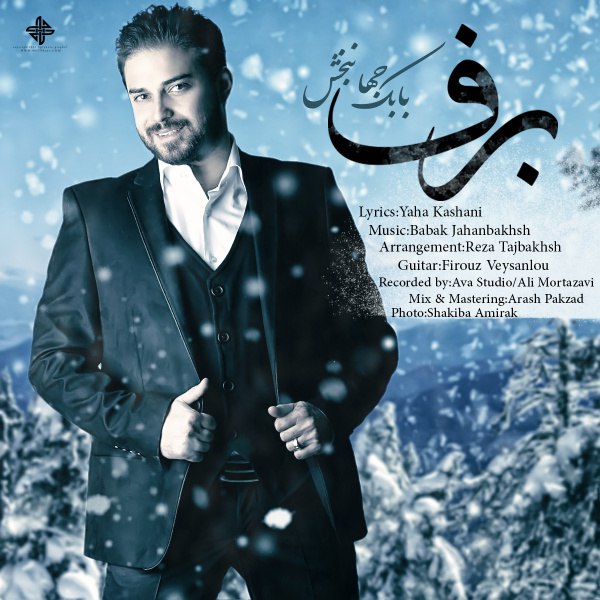 بابک جهانبخش
برف
Lyrics:Yaha Kashani
Music:Babak Jahanbakhsh
Arrangement:Reza Tajbakhsh
Guitar:Firouz Veysanlou
Recorded by:Ava Studio/Ali Mortazavi
Mix & Mastering:Arash Pakzad
Photo:Shakiba Amirak